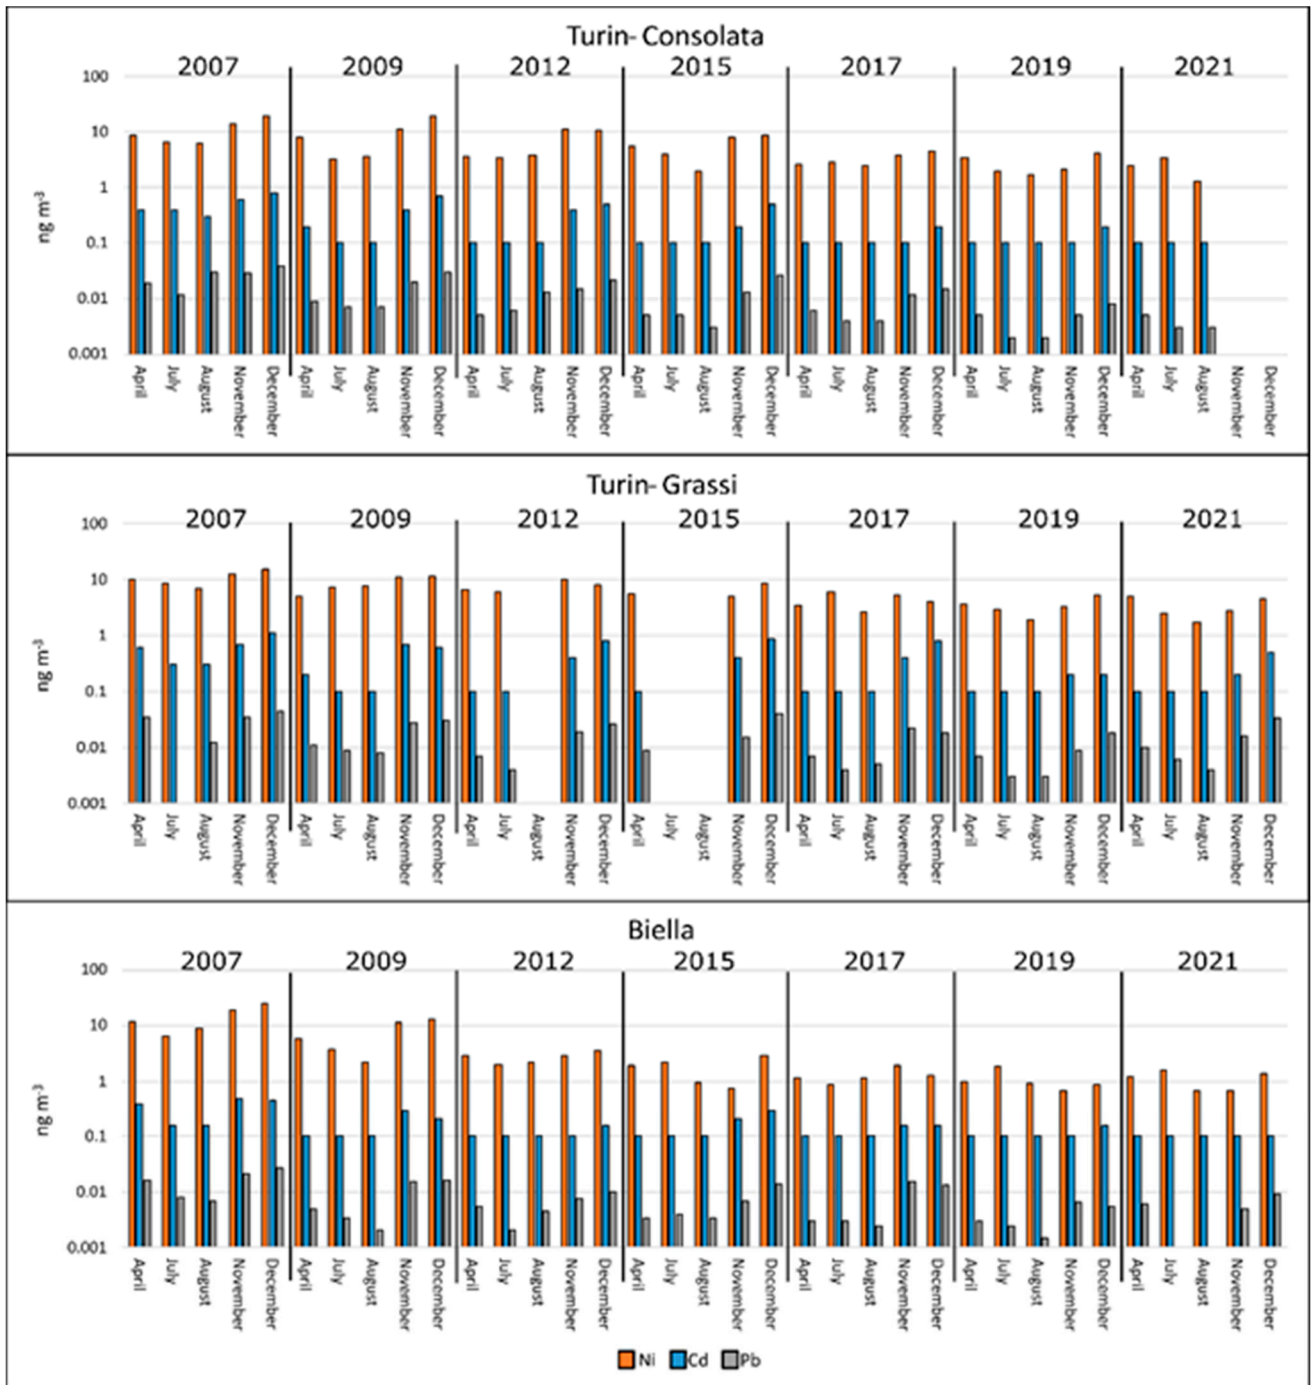 Turin- Consolata
2007 2009 2012 2015 2017 2019 2021
100
10
1
0.1
0.01
0.001
ng m-3
April July August November December April July August November December April July August November December April July August November December April July August November December April July August November December April July August November December
Turin- Grassi
2007 2009 2012 2015 2017 2019 2021
100
10
1
0.1
0.01
0.001
ng m-3
April July August November December April July August November December April July August November December April July August November December April July August November December April July August November December April July August November December
Biella
2007 2009 2012 2015 2017 2019 2021
100
10
1
0.1
0.01
0.001
ng m-3
April July August November December April July August November December April July August November December April July August November December April July August November December April July August November December April July August November December
Ni Cd Pb